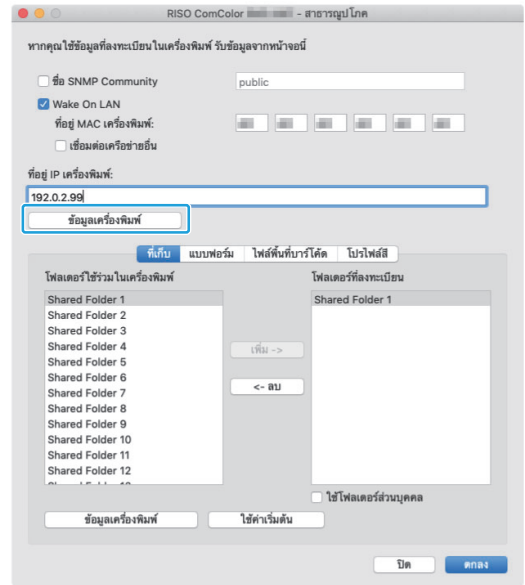 RISO ComColor - สาธารณูปโภค
หากคุณใช้ข้อมูลที่ลงทะเบียนในเครื่องพิมพ์ รับข้อมูลจากหน้าจอนี้
ชื่อ SNMP Community
public
Wake On LAN
ที่อยู่ MAC เครื่องพิมพ์:
เชื่อมต่อเครือข่ายอื่น
ที่อยู่ IP เครื่องพิมพ์:
192.0.2.99
ข้อมูลเครื่องพิมพ์
ที่เก็บ แบบฟอร์ม ไฟล์พื้นที่บาร์โค้ด โปรไฟล์สี
โฟลเดอร์ใช้ร่วมในเครื่องพิมพ์
Shared Folder 1
Shared Folder 2
Shared Folder 3
Shared Folder 4
Shared Folder 5
Shared Folder 6
Shared Folder 7
Shared Folder 8
Shared Folder 9
Shared Folder 10
Shared Folder 11
Shared Folder 12
เพิ่ม ->
<- ลบ
โฟลเดอร์ที่ลงทะเบียน
Shared Folder 1
ใช้โฟลเดอร์ส่วนบุคคล
ข้อมูลเครื่องพิมพ์ ใช้ค่าเริ่มต้น
ปิด ตกลง